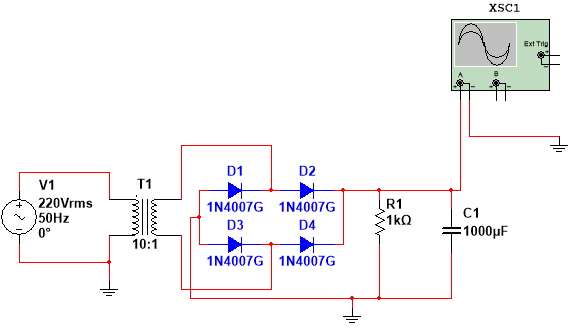 XSC1
Ext Trig
+
_
A
B
+ _ + _
V1
220Vrms
50Hz
0°
T1
10:1
D1
1N4007G
D2
1N4007G
D3
1N4007G
D4
1N4007G
R1
1kΩ
C1
1000µF